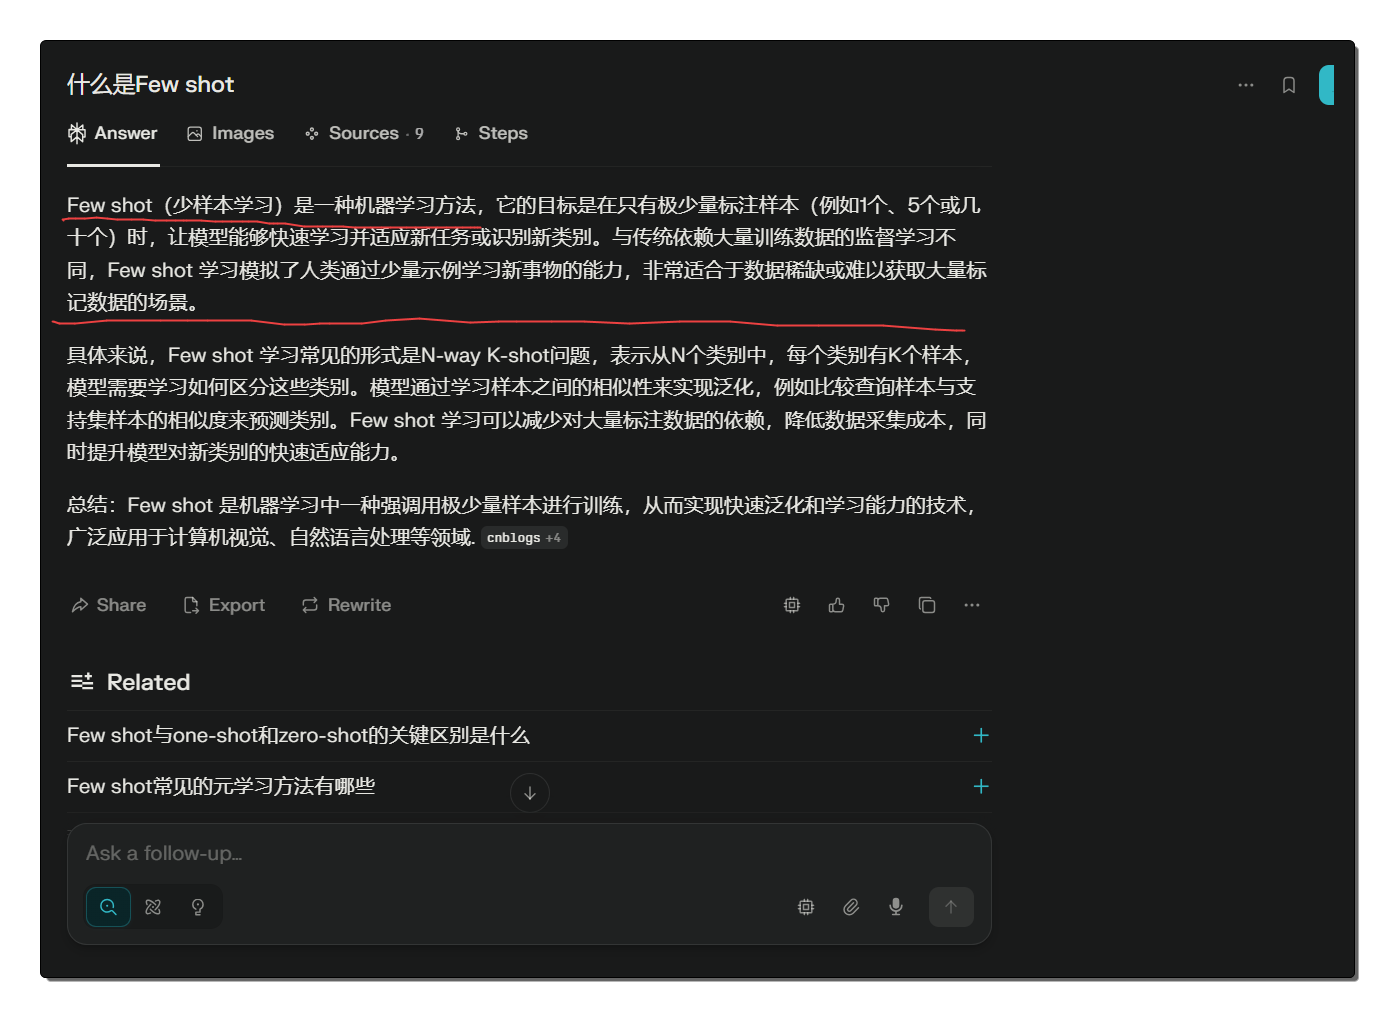 什么是Few shot
Answer
Images
Sources · 9
Steps
Few shot（少样本学习）是一种机器学习方法，它的目标是在只有极少量标注样本（例如1个、5个或几
十个）时，让模型能够快速学习并适应新任务或识别新类别。与传统依赖大量训练数据的监督学习不
同，Few shot 学习模拟了人类通过少量示例学习新事物的能力，非常适合于数据稀缺或难以获取大量标
记数据的场景。
具体来说，Few shot 学习常见的形式是N-way K-shot问题，表示从N个类别中，每个类别有K个样本，
模型需要学习如何区分这些类别。模型通过学习样本之间的相似性来实现泛化，例如比较查询样本与支
持集样本的相似度来预测类别。Few shot 学习可以减少对大量标注数据的依赖，降低数据采集成本，同
时提升模型对新类别的快速适应能力。
总结：Few shot 是机器学习中一种强调用极少量样本进行训练，从而实现快速泛化和学习能力的技术，
广泛应用于计算机视觉、自然语言处理等领域. cnblogs +4
Share
Export
Rewrite
Related
Few shot与one-shot和zero-shot的关键区别是什么
Few shot常见的元学习方法有哪些
Ask a follow-up…